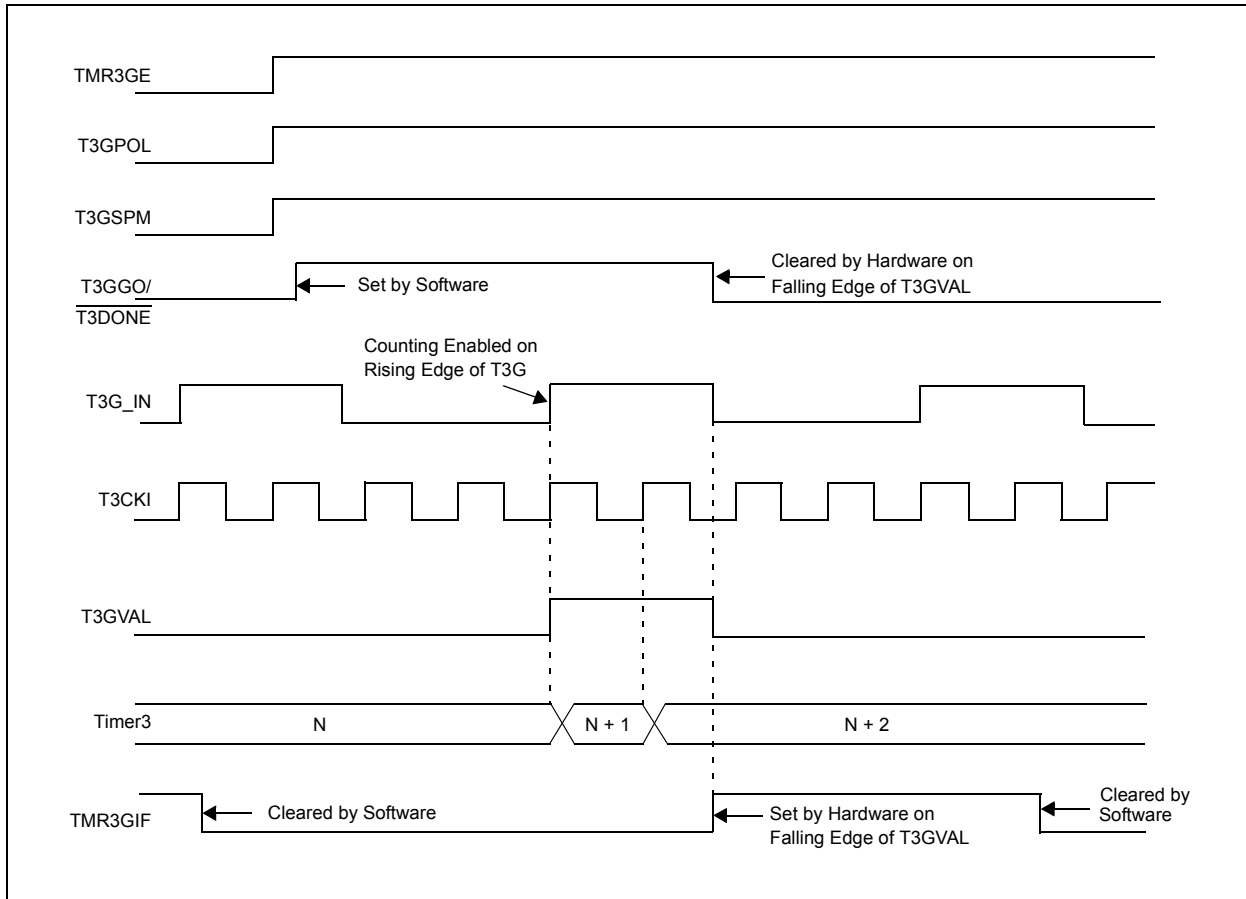 TMR3GE
T3GPOL
T3GSPM
T3GGO/
T3DONE
Set by Software
Cleared by Hardware on
Falling Edge of T3GVAL
Counting Enabled on
Rising Edge of T3G
T3G_IN
T3CKI
T3GVAL
Timer3
N
N + 1
N + 2
TMR3GIF
Cleared by Software
Set by Hardware on
Falling Edge of T3GVAL
Cleared by
Software